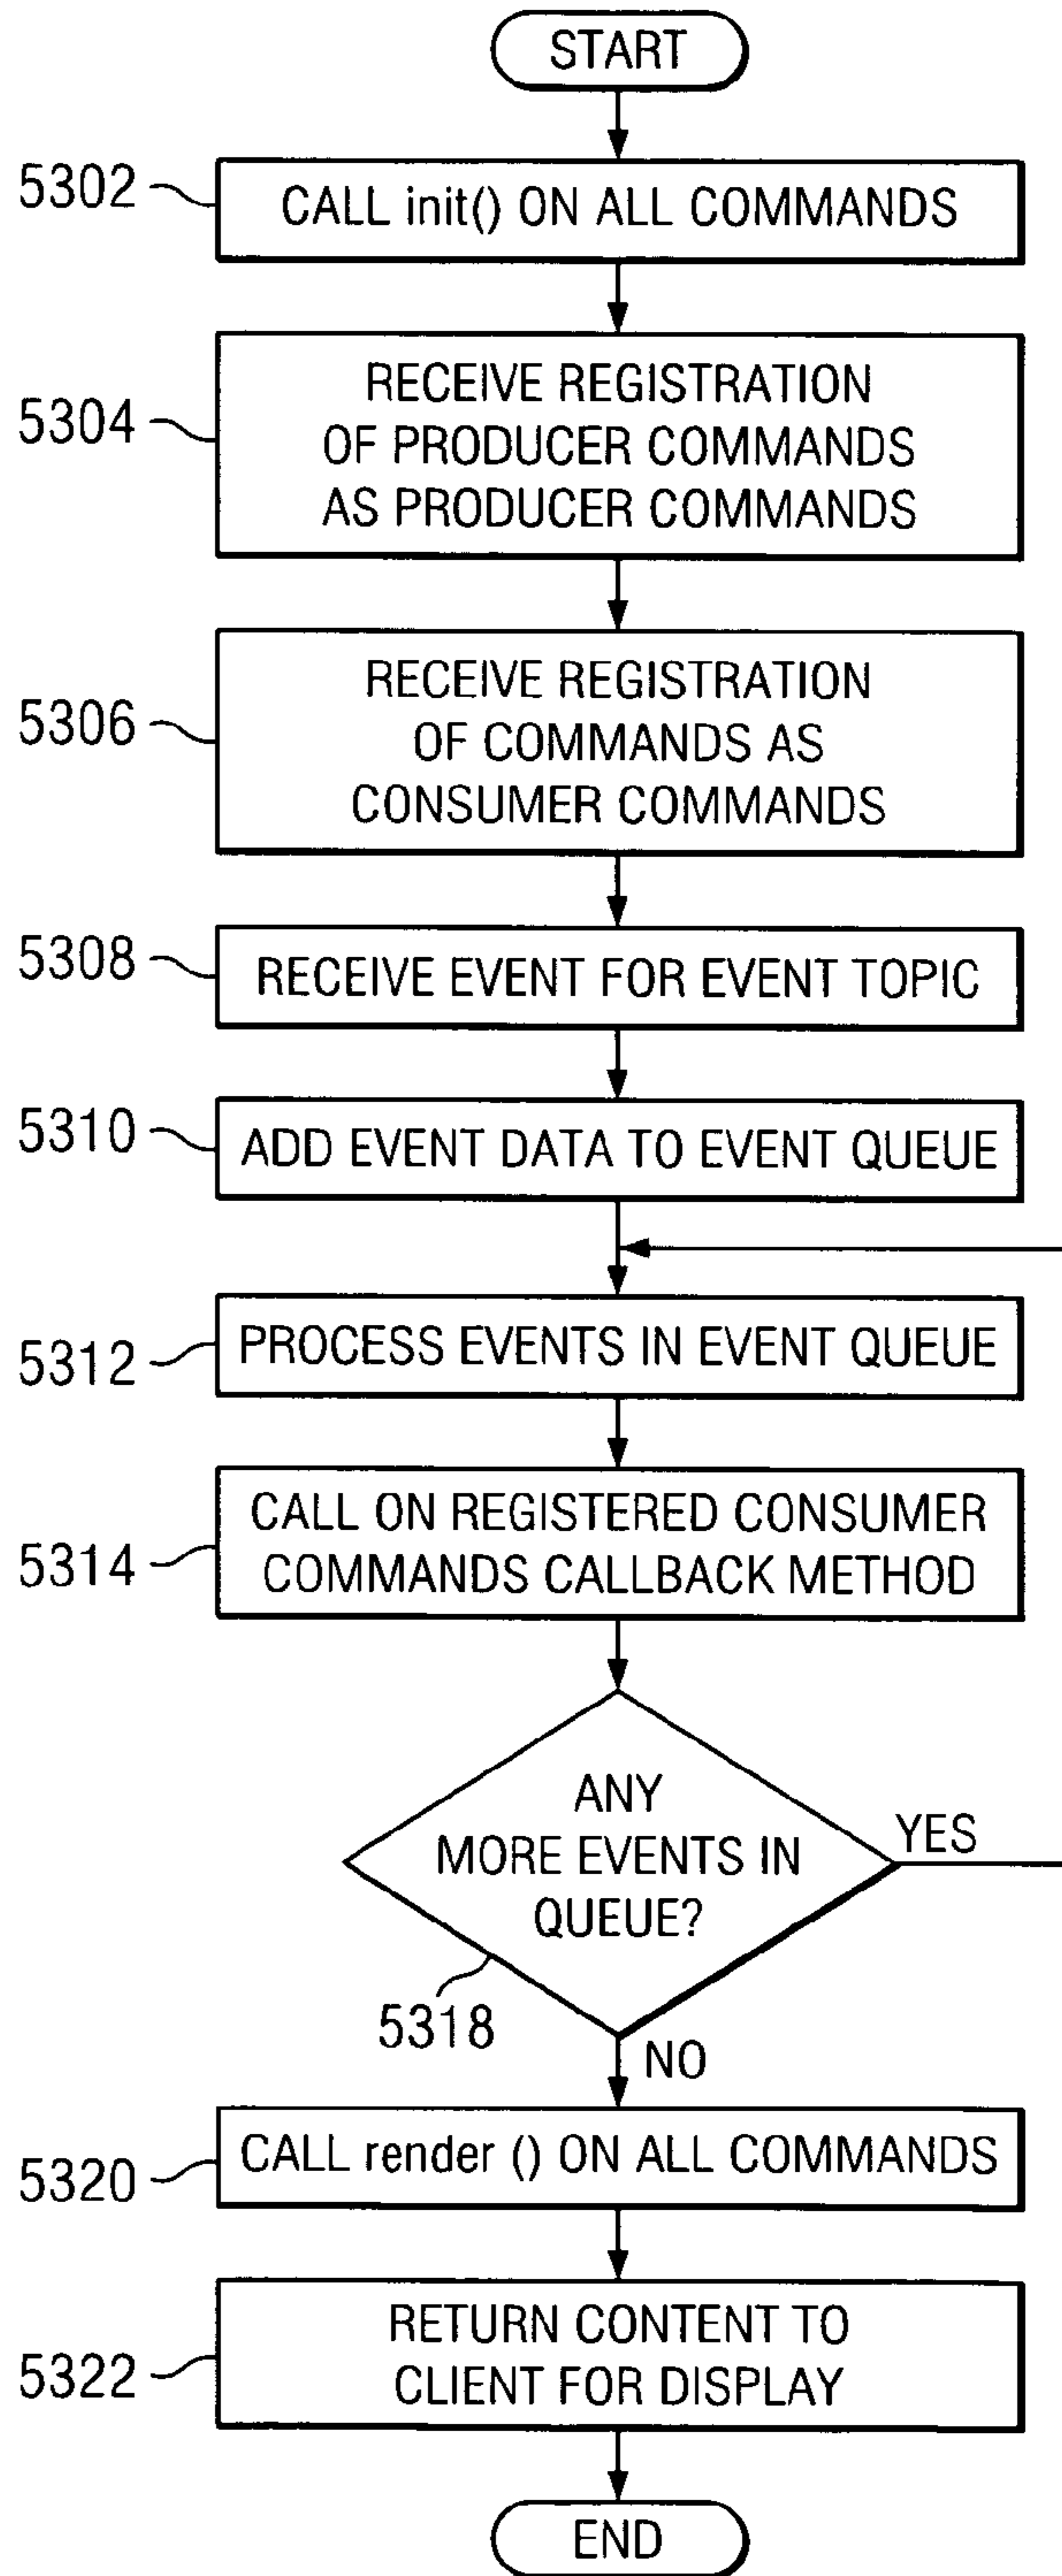 START
5302
CALL init() ON ALL COMMANDS
5304
RECEIVE REGISTRATION
OF PRODUCER COMMANDS
AS PRODUCER COMMANDS
5306
RECEIVE REGISTRATION
OF COMMANDS AS
CONSUMER COMMANDS
5308
RECEIVE EVENT FOR EVENT TOPIC
5310
ADD EVENT DATA TO EVENT QUEUE
5312
PROCESS EVENTS IN EVENT QUEUE
5314
CALL ON REGISTERED CONSUMER
COMMANDS CALLBACK METHOD
ANY
MORE EVENTS IN
QUEUE?
YES
5318
NO
5320
CALL render () ON ALL COMMANDS
5322
RETURN CONTENT TO
CLIENT FOR DISPLAY
END